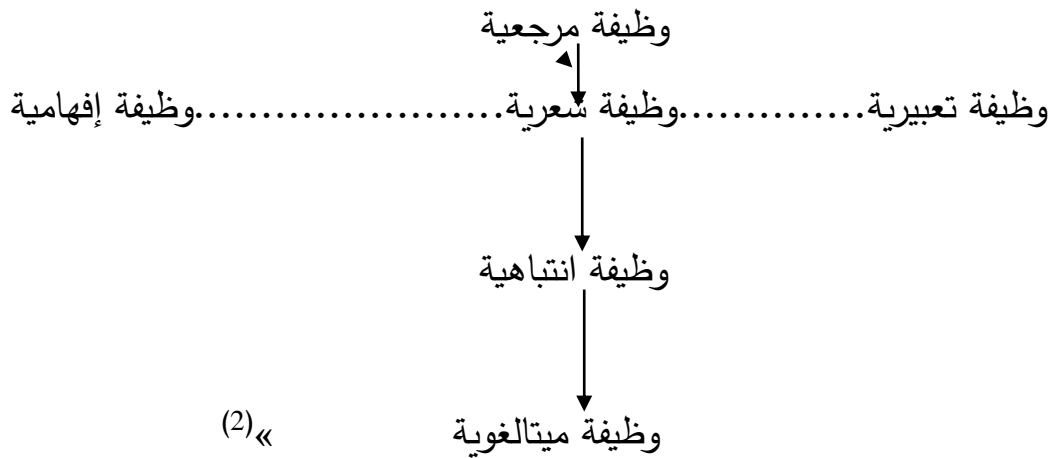 وظيفة مرجعية
وظيفة تعبيرية..............وظيفة شعرية.......................وظيفة إفهامية
وظيفة انتباهية
وظيفة ميتالغوية »(2)